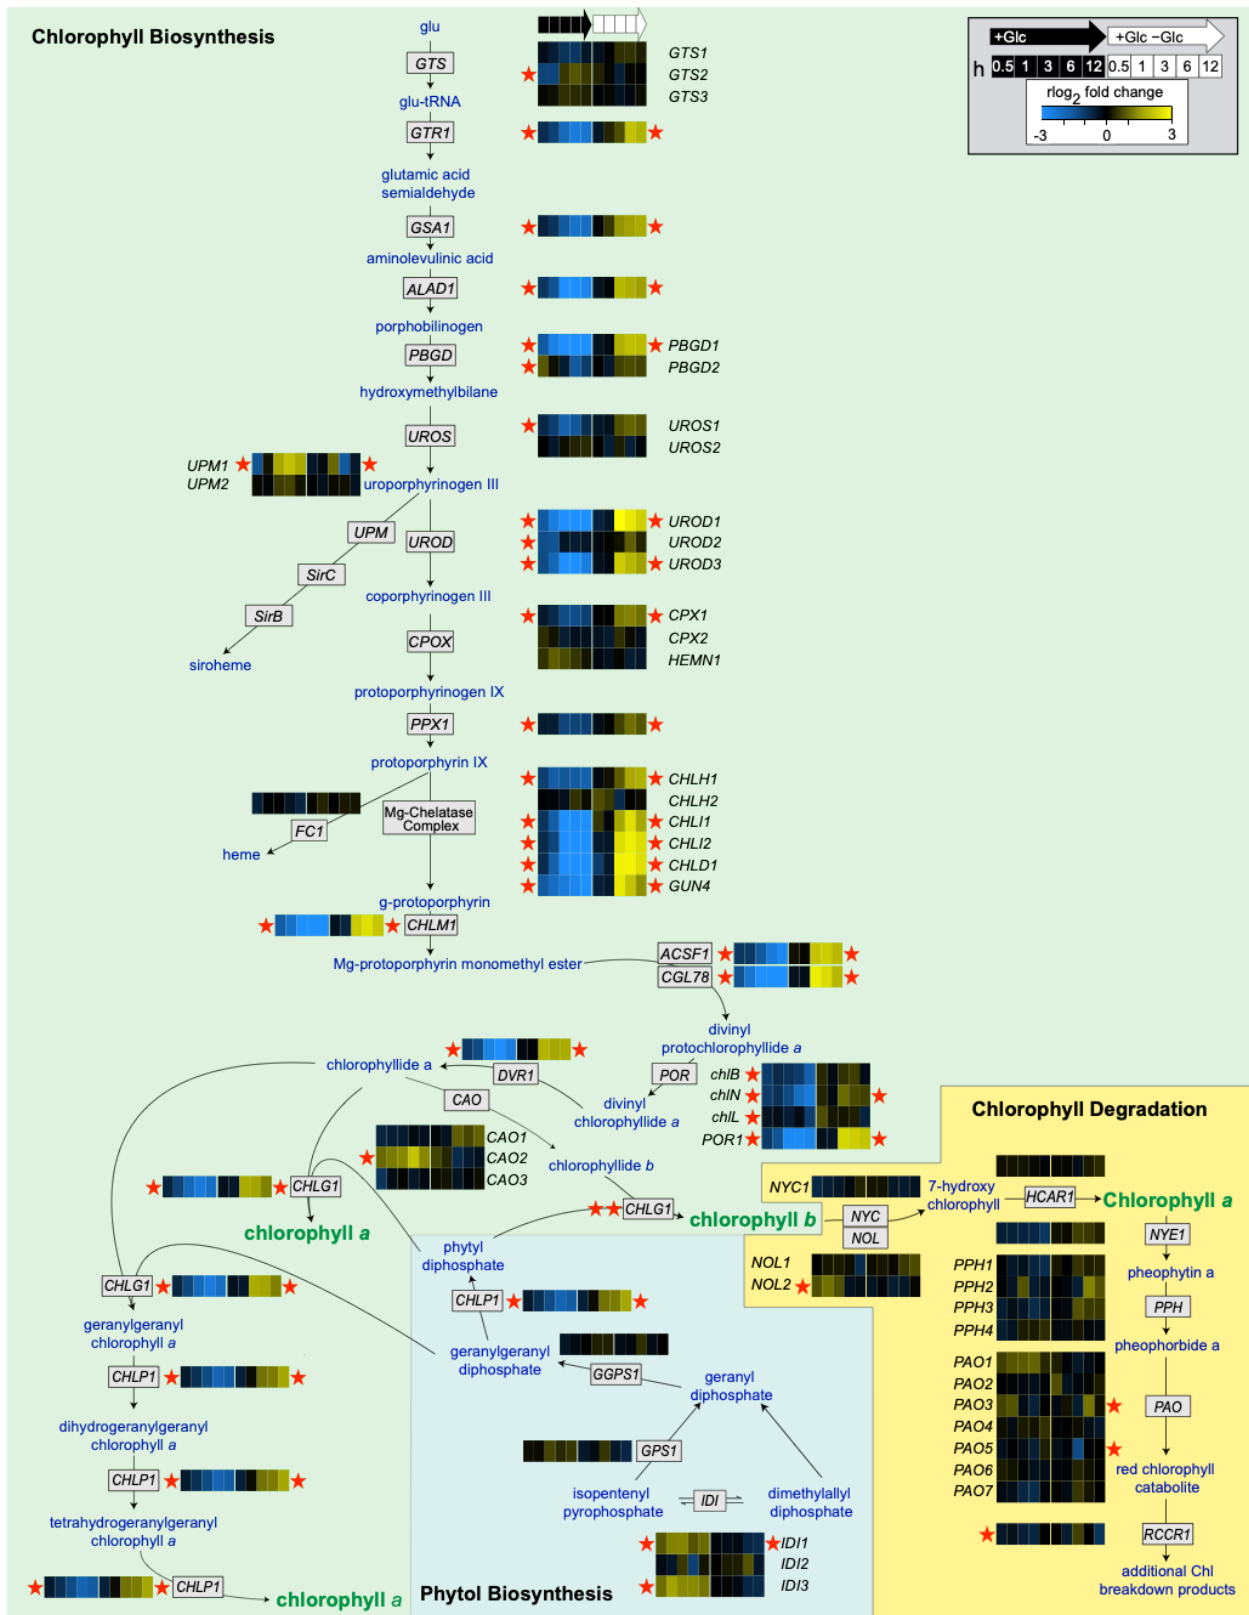 Chlorophyll Biosynthesis
glu
GTS
GTS1
GTS2
GTS3
+Glc
+Glc −Glc
h 0.5 1 3 6 12 0.5 1 3 6 12
rlog2 fold change
-3 0 3
glu-tRNA
GTR1
glutamic acid
semialdehyde
GSA1
aminolevulinic acid
ALAD1
porphobilinogen
PBGD
PBGD1
PBGD2
hydroxymethylbilane
UROS
UROS1
UROS2
UPM1
UPM2
uroporphyrinogen III
UPM
SirC
SirB
siroheme
UROD
UROD1
UROD2
UROD3
coporphyrinogen III
CPOX
CPX1
CPX2
HEMN1
protoporphyrinogen IX
PPX1
protoporphyrin IX
FC1
heme
Mg-Chelatase
Complex
CHLH1
CHLH2
CHLI1
CHLI2
CHLD1
GUN4
g-protoporphyrin
CHLM1
Mg-protoporphyrin monomethyl ester
ACSF1
CGL78
divinyl
protochlorophyllide a
POR
chlB
chlN
chlL
POR1
divinyl
chlorophyllide a
DVR1
chlorophyllide a
CAO
CAO1
CAO2
CAO3
chlorophyllide b
CHLG1
chlorophyll a
CHLG1
chlorophyll b
CHLG1
geranylgeranyl
chlorophyll a
CHLP1
dihydrogeranylgeranyl
chlorophyll a
CHLP1
tetrahydrogeranylgeranyl
chlorophyll a
CHLP1
chlorophyll a
phytyl
diphosphate
CHLP1
geranylgeranyl
diphosphate
GGPS1
geranyl
diphosphate
GPS1
isopentenyl
pyrophosphate
IDI
dimethylallyl
diphosphate
IDI1
IDI2
IDI3
Phytol Biosynthesis
Chlorophyll Degradation
NYC1
NYC
NOL
NOL1
NOL2
7-hydroxy
chlorophyll
HCAR1
Chlorophyll a
NYE1
pheophytin a
PPH1
PPH2
PPH3
PPH4
PPH
pheophorbide a
PAO1
PAO2
PAO3
PAO4
PAO5
PAO6
PAO7
PAO
red chlorophyll
catabolite
RCCR1
additional Chl
breakdown products